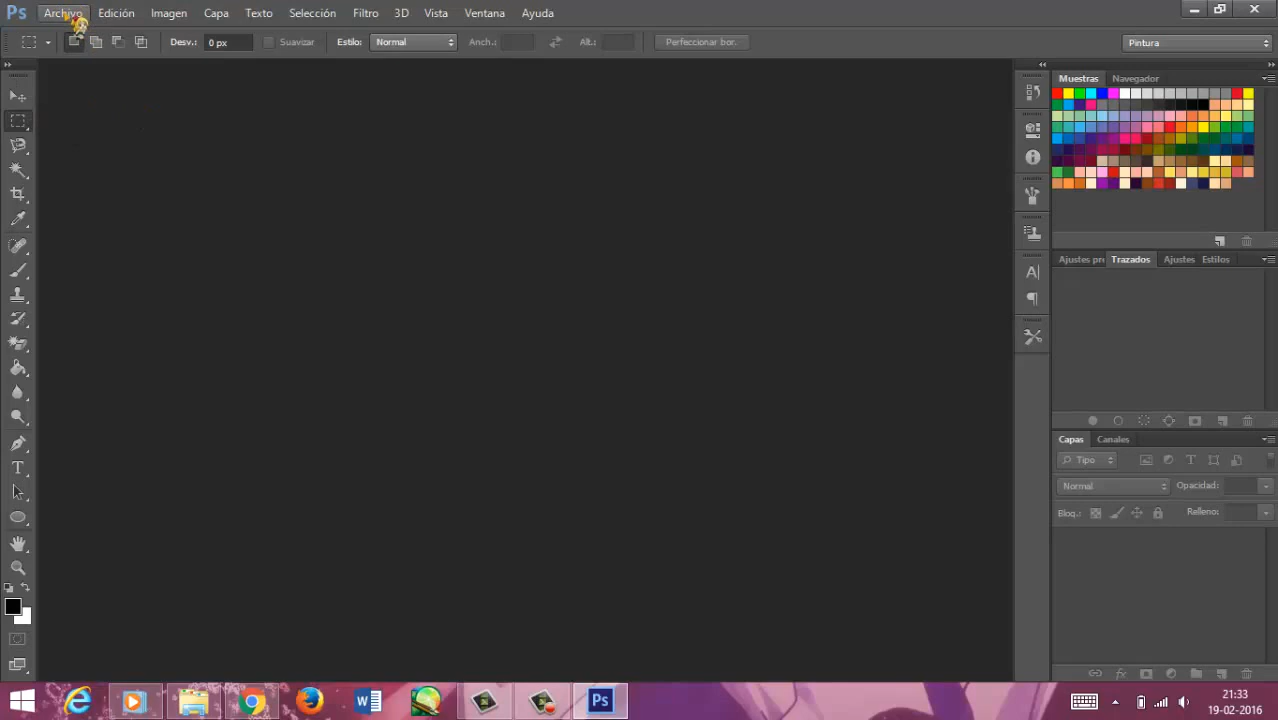 Ps Archivo Edición Imagen Capa Texto Selección Filtro 3D Vista Ventana Ayuda
Desv.: 0 px Suavizar Estilo: Normal Anch.: Alt.: Perfeccionar bor. Pintura
Muestras Navegador
Ajustes pr Trazados Ajustes Estilos
Capas Canales
Tipo
Normal Opacidad:
Bloq.: Relleno:
21:33
19-02-2016